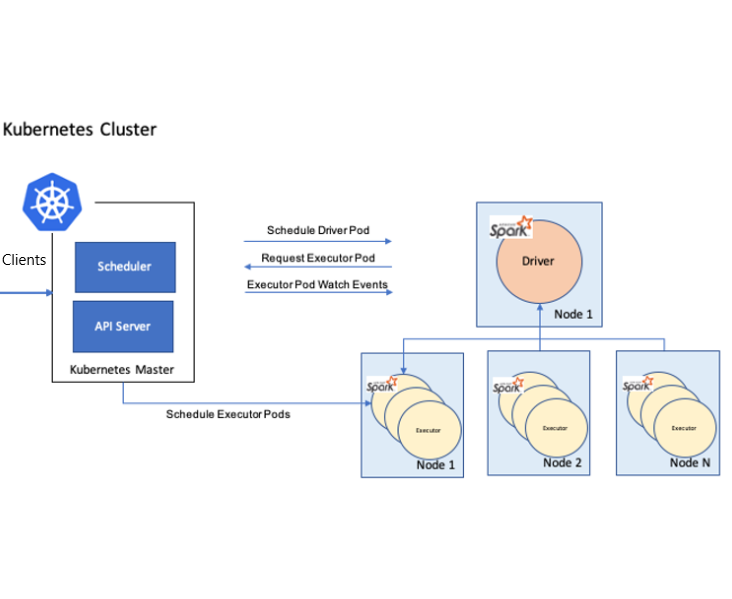 Kubernetes Cluster
Clients
Scheduler
API Server
Kubernetes Master
Schedule Driver Pod
Request Executor Pod
Executor Pod Watch Events
Schedule Executor Pods
Spark
Driver
Node 1
Spark
Executor
Node 1
Spark
Executor
Node 2
Spark
Executor
Node N